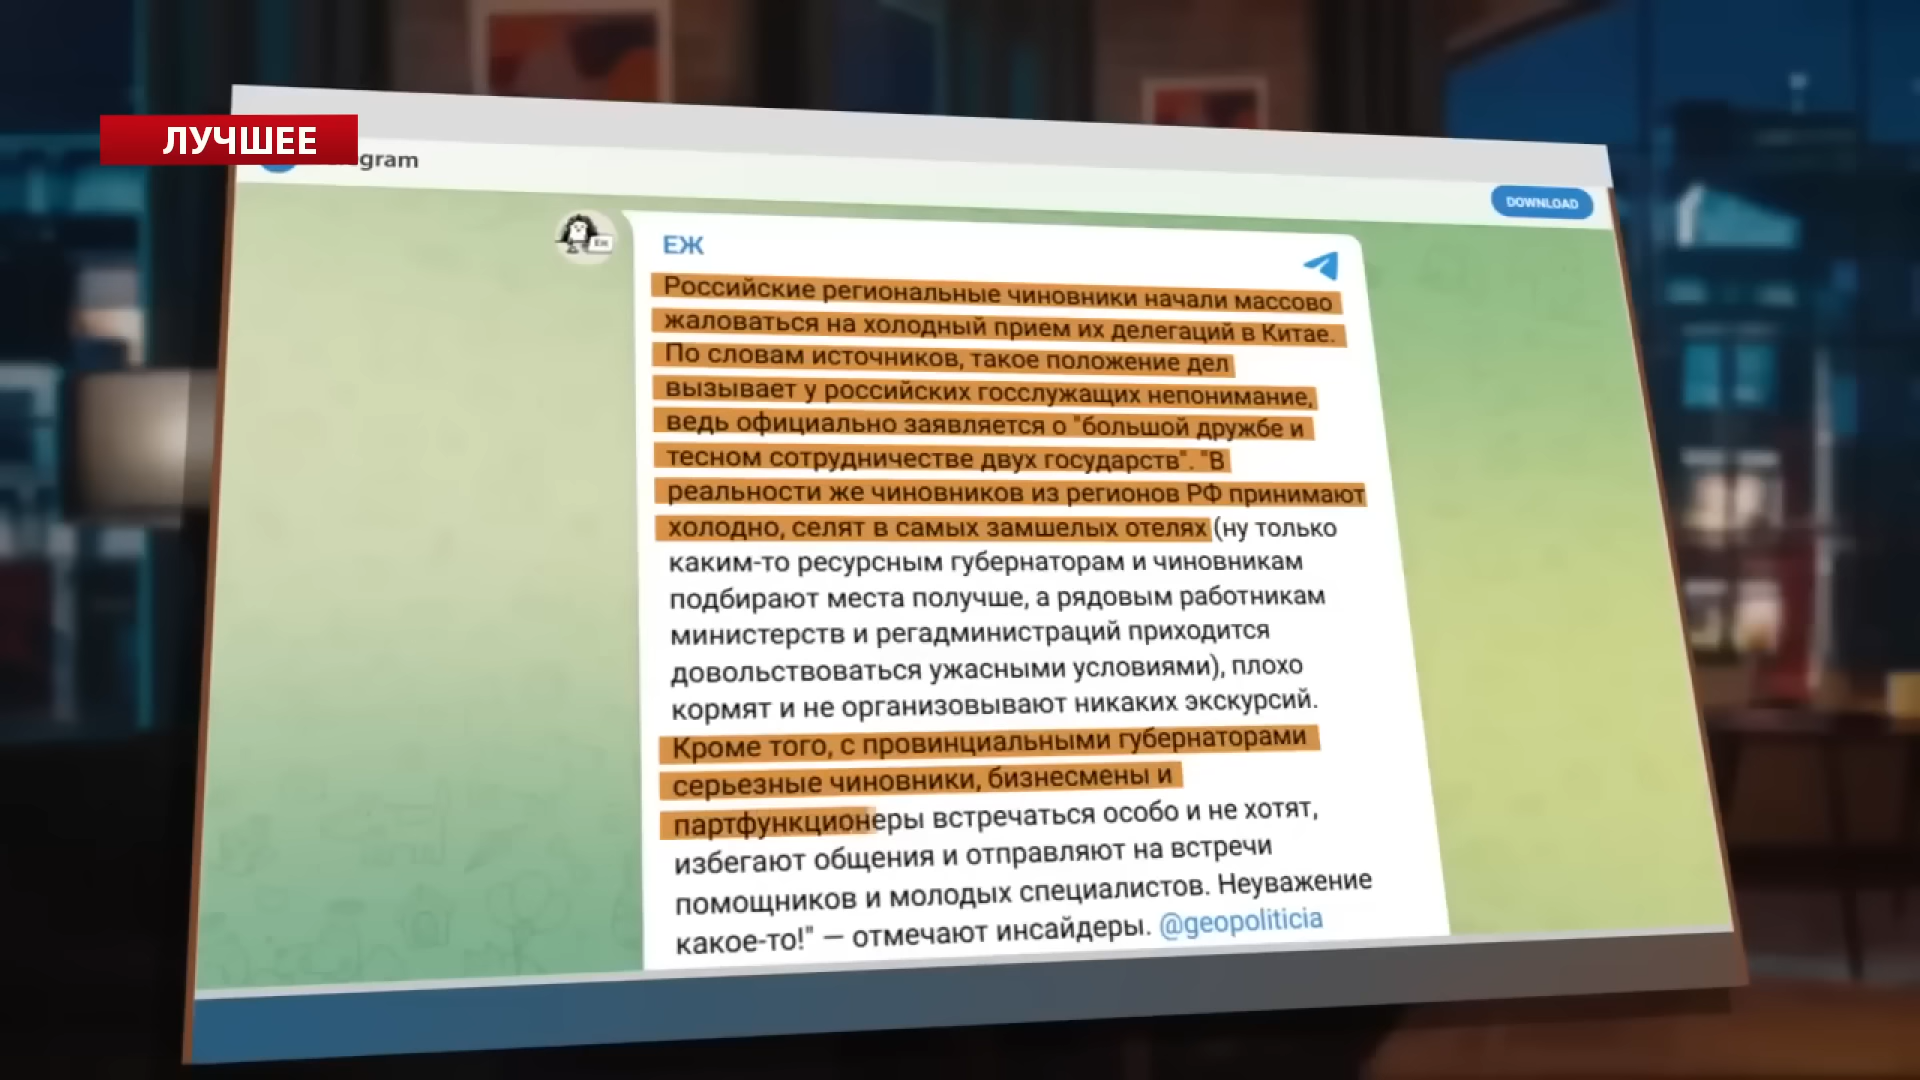 ЛУЧШЕЕ
gram
DOWNLOAD
ЕЖ
ЕЖ
Российские региональные чиновники начали массово
жаловаться на холодный прием их делегаций в Китае.
По словам источников, такое положение дел
вызывает у российских госслужащих непонимание,
ведь официально заявляется о "большой дружбе и
тесном сотрудничестве двух государств". "В
реальности же чиновников из регионов РФ принимают
холодно, селят в самых замшелых отелях (ну только
каким-то ресурсным губернаторам и чиновникам
подбирают места получше, а рядовым работникам
министерств и регадминистраций приходится
довольствоваться ужасными условиями), плохо
кормят и не организовывают никаких экскурсий.
Кроме того, с провинциальными губернаторами
серьезные чиновники, бизнесмены и
партфункционеры встречаться особо и не хотят,
избегают общения и отправляют на встречи
помощников и молодых специалистов. Неуважение
какое-то!" — отмечают инсайдеры. @geopoliticia